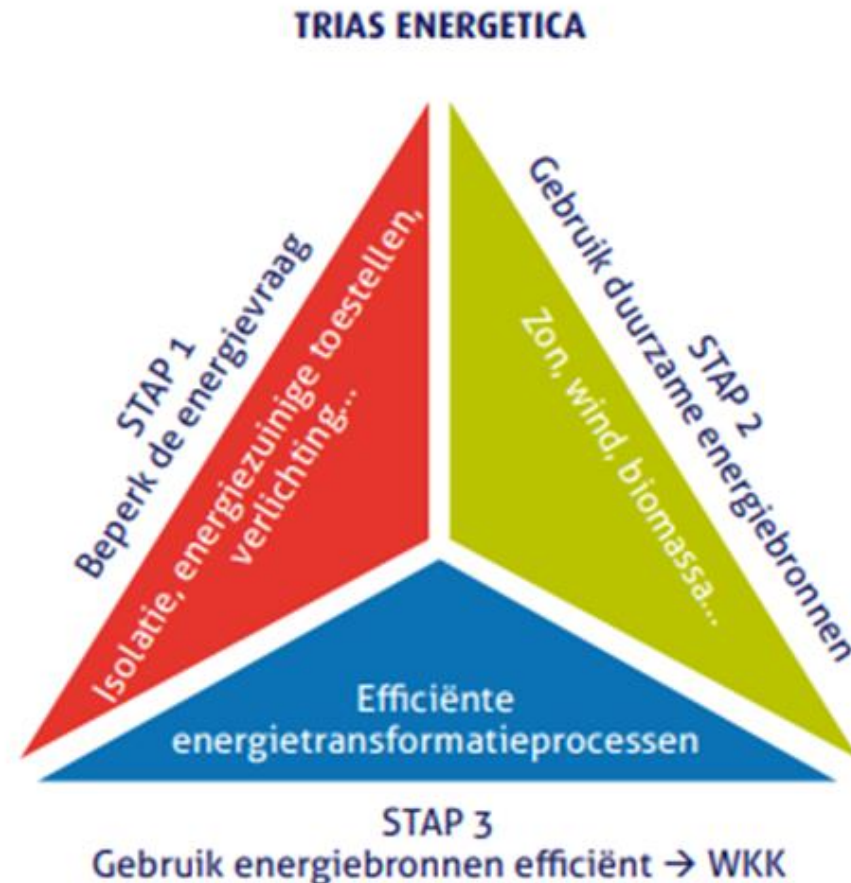 TRIAS ENERGETICA
STAP 1
Beperk de energievraag
Isolatie, energiezuinige toestellen,
verlichting...
STAP 2
Gebruik duurzame energiebronnen
Zon, wind, biomassa...
Efficiënte
energietransformatieprocessen
STAP 3
Gebruik energiebronnen efficiënt → WKK